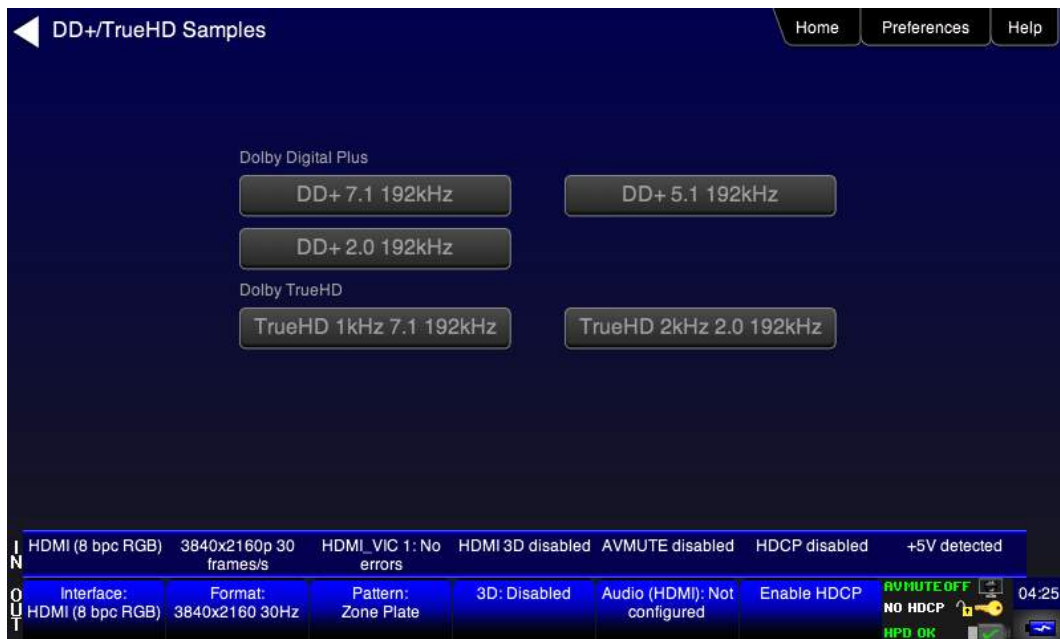 DD+/TrueHD Samples
Home
Preferences
Help
Dolby Digital Plus
DD+ 7.1 192kHz
DD+ 5.1 192kHz
DD+ 2.0 192kHz
Dolby TrueHD
TrueHD 1kHz 7.1 192kHz
TrueHD 2kHz 2.0 192kHz
IN
HDMI (8 bpc RGB)
3840x2160p 30
frames/s
HDMI_VIC 1: No
errors
HDMI 3D disabled
AVMUTE disabled
HDCP disabled
+5V detected
OUT
Interface:
HDMI (8 bpc RGB)
Format:
3840x2160 30Hz
Pattern:
Zone Plate
3D: Disabled
Audio (HDMI): Not
configured
Enable HDCP
AVMUTE OFF
NO HDCP
HPD OK
04:25